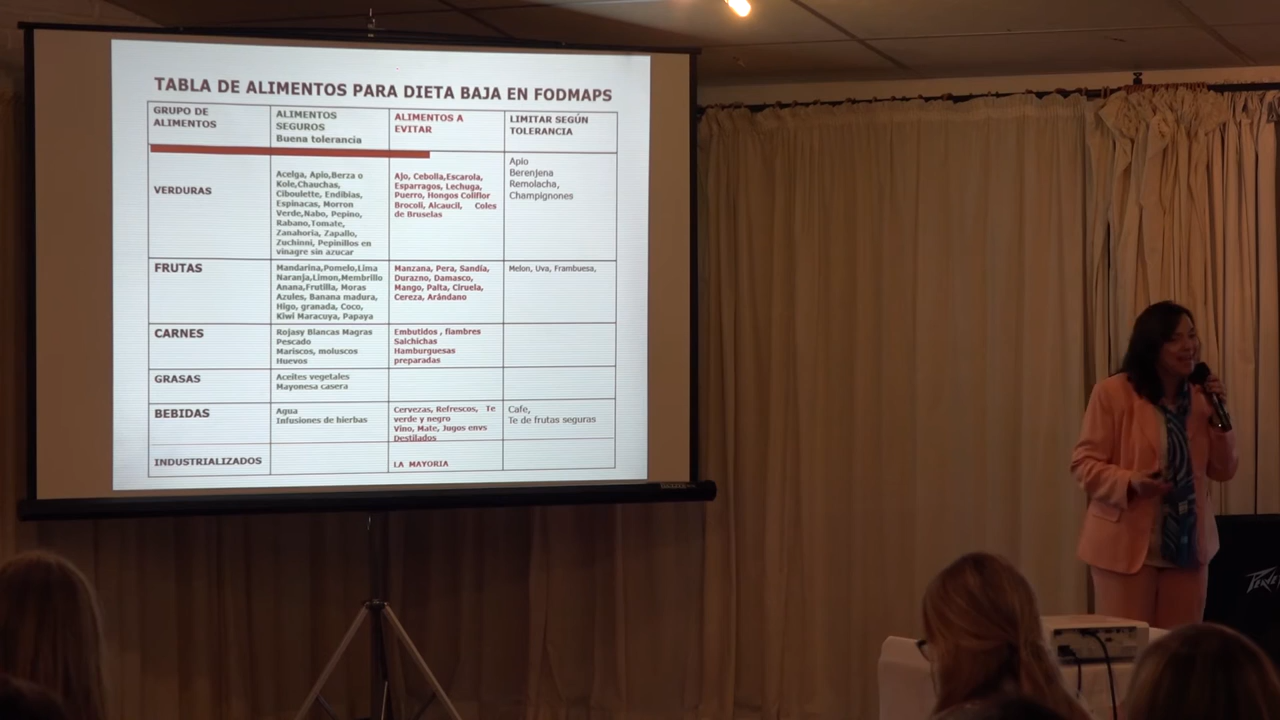 TABLA DE ALIMENTOS PARA DIETA BAJA EN FODMAPS
GRUPO DE
ALIMENTOS
ALIMENTOS
SEGUROS
Buena tolerancia
ALIMENTOS A
EVITAR
LIMITAR SEGÚN
TOLERANCIA
VERDURAS
Acelga, Apio,Berza o
Kole,Chauchas,
Ciboulette, Endibias,
Espinacas, Morron
Verde,Nabo, Pepino,
Rabano,Tomate,
Zanahoria, Zapallo,
Zuchinni, Pepinillos en
vinagre sin azucar
Ajo, Cebolla,Escarola,
Esparragos, Lechuga,
Puerro, Hongos Coliflor
Brocoli, Alcaucil, Coles
de Bruselas
Apio
Berenjena
Remolacha,
Champignones
FRUTAS
Mandarina,Pomelo,Lima
Naranja,Limon,Membrillo
Anana,Frutilla, Moras
Azules, Banana madura,
Higo, granada, Coco,
Kiwi Maracuya, Papaya
Manzana, Pera, Sandia,
Durazno, Damasco,
Mango, Palta, Ciruela,
Cereza, Arándano
Melon, Uva, Frambuesa,
CARNES
Rojasy Blancas Magras
Pescado
Mariscos, moluscos
Huevos
Embutidos , fiambres
Salchichas
Hamburguesas
preparadas
GRASAS
Aceites vegetales
Mayonesa casera
BEBIDAS
Agua
Infusiones de hierbas
Cervezas, Refrescos, Te
verde y negro
Vino, Mate, Jugos envs
Destilados
Cafe,
Te de frutas seguras
INDUSTRIALIZADOS
LA MAYORIA